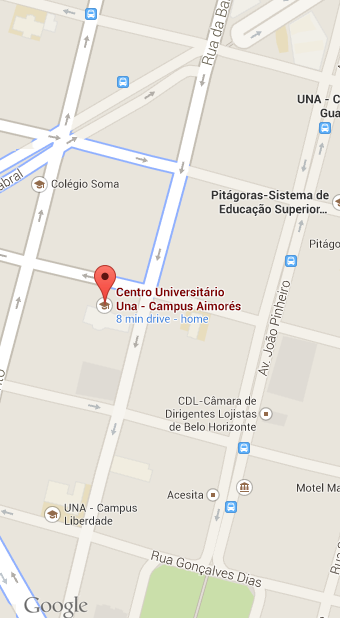 Rua da Ba
UNA - C
Gua
abral
Colégio Soma
Pitágoras-Sistema de
Educação Superior...
Pitágo
Centro Universitário
Una - Campus Aimorés
8 min drive - home
Av. João Pinheiro
CDL-Câmara de
Dirigentes Lojistas
de Belo Horizonte
Acesita
Motel Ma
UNA - Campus
Liberdade
Rua Gonçalves Dias
Google